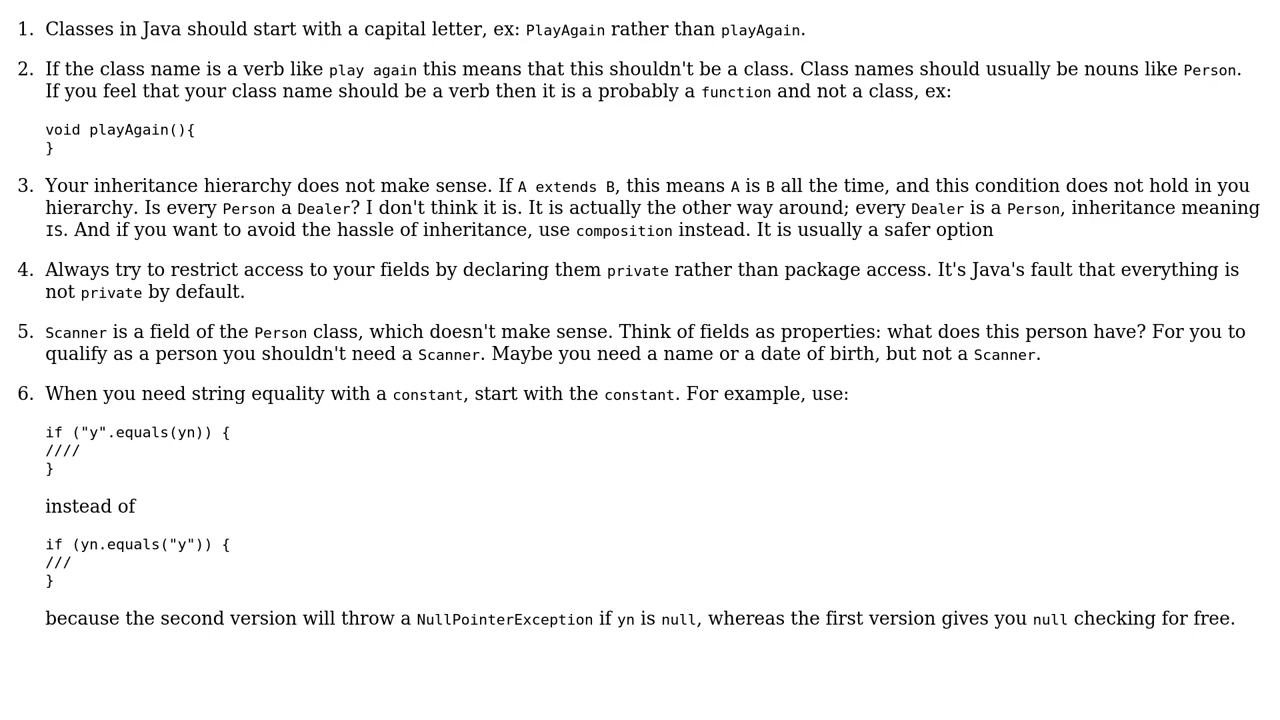 1. Classes in Java should start with a capital letter, ex: PlayAgain rather than playAgain.
2. If the class name is a verb like play again this means that this shouldn't be a class. Class names should usually be nouns like Person.
If you feel that your class name should be a verb then it is a probably a function and not a class, ex:
void playAgain(){
}
3. Your inheritance hierarchy does not make sense. If A extends B, this means A is B all the time, and this condition does not hold in you
hierarchy. Is every Person a Dealer? I don't think it is. It is actually the other way around; every Dealer is a Person, inheritance meaning
IS. And if you want to avoid the hassle of inheritance, use composition instead. It is usually a safer option
4. Always try to restrict access to your fields by declaring them private rather than package access. It's Java's fault that everything is
not private by default.
5. Scanner is a field of the Person class, which doesn't make sense. Think of fields as properties: what does this person have? For you to
qualify as a person you shouldn't need a Scanner. Maybe you need a name or a date of birth, but not a Scanner.
6. When you need string equality with a constant, start with the constant. For example, use:
if ("y".equals(yn)) {
////
}
instead of
if (yn.equals("y")) {
///
}
because the second version will throw a NullPointerException if yn is null, whereas the first version gives you null checking for free.